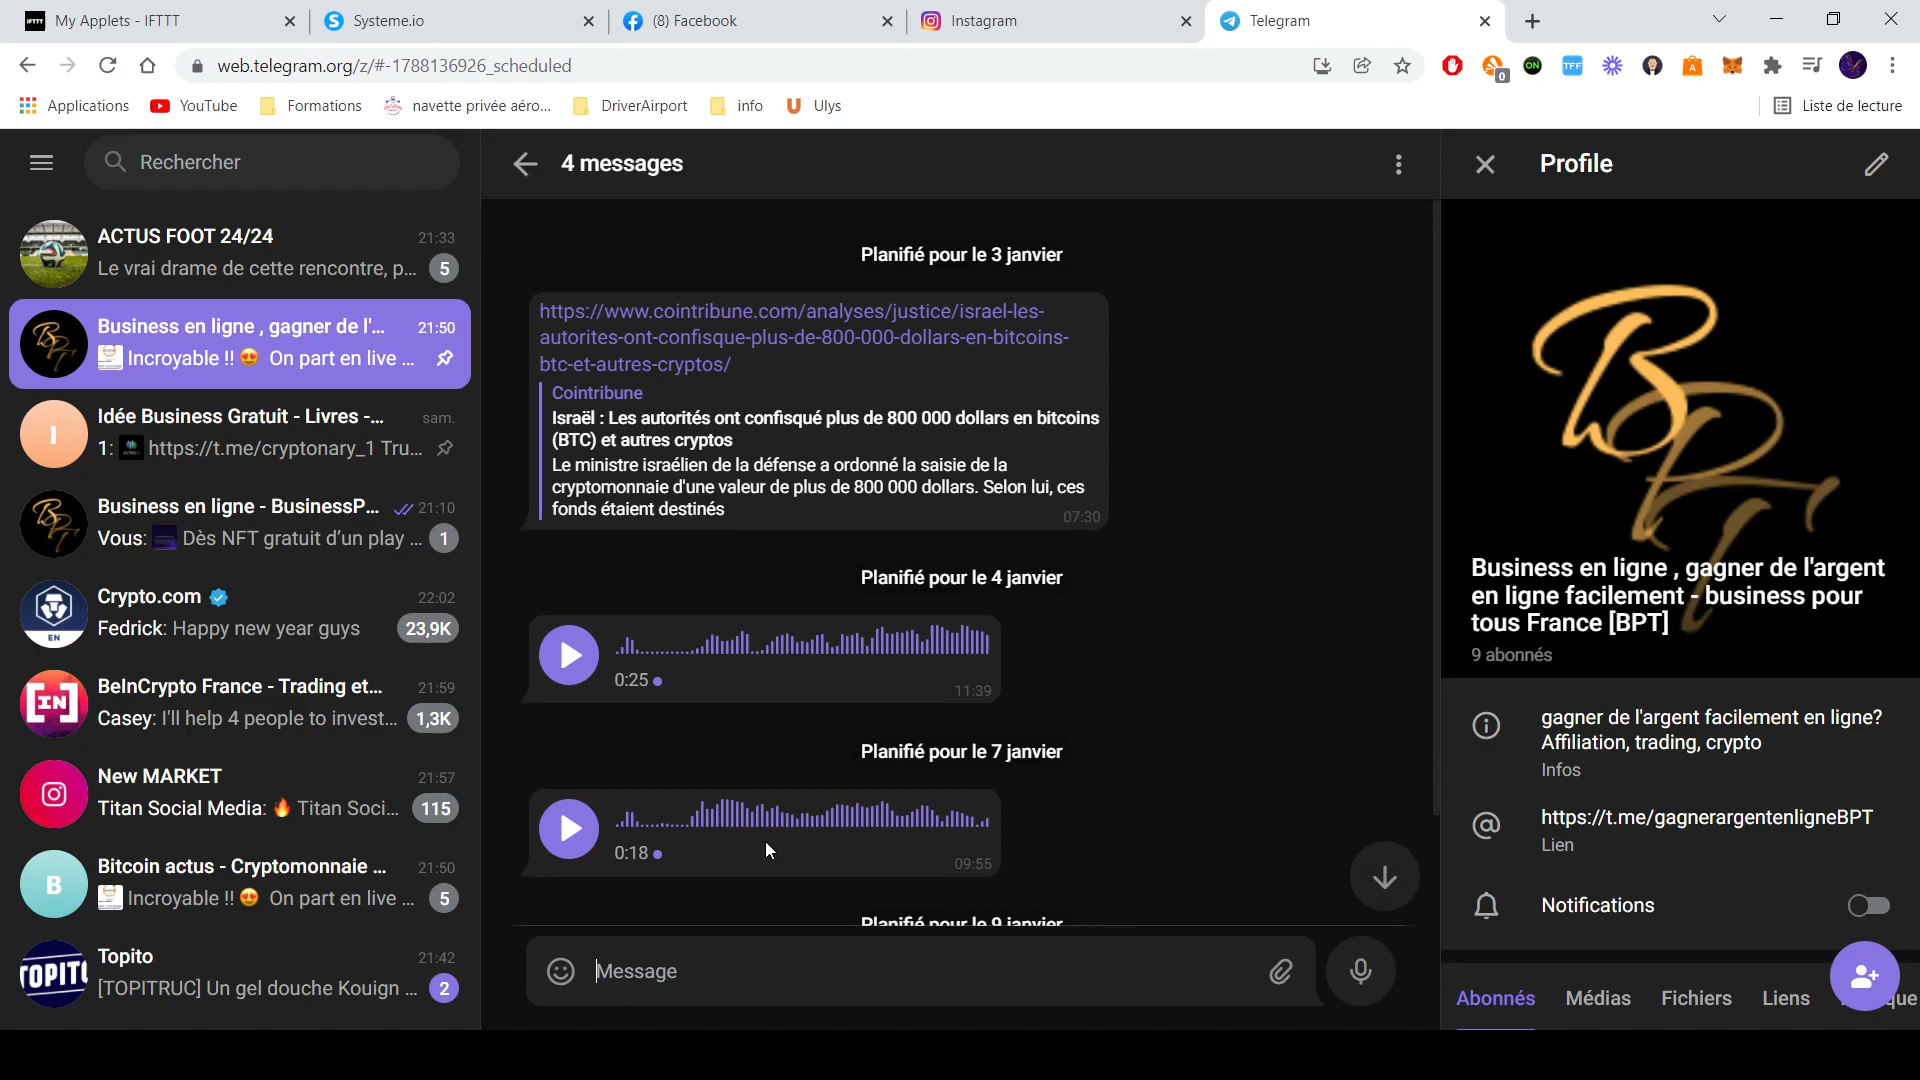 My Applets - IFTTT
Systeme.io
(8) Facebook
Instagram
Telegram
web.telegram.org/z/#-1788136926_scheduled
0
ON
TFF
Applications
YouTube
Formations
navette privée aéro...
DriverAirport
info
Ulys
Liste de lecture
Rechercher
ACTUS FOOT 24/24
21:33
Le vrai drame de cette rencontre, p...
5
Business en ligne , gagner de l'...
21:50
Incroyable !! 😍 On part en live ...
I
Idée Business Gratuit - Livres -...
sam.
1: https://t.me/cryptonary_1 Tru...
Business en ligne - BusinessP...
21:10
Vous: Dès NFT gratuit d'un play ...
1
EN
Crypto.com
22:02
Fedrick: Happy new year guys
23,9K
IN
BeInCrypto France - Trading et...
21:59
Casey: I'll help 4 people to invest...
1,3K
New MARKET
21:57
Titan Social Media: 🔥 Titan Soci...
115
B
Bitcoin actus - Cryptomonnaie ...
21:50
Incroyable !! 😍 On part en live ...
5
TOPITO
Topito
21:42
[TOPITRUC] Un gel douche Kouign ...
2
4 messages
Planifié pour le 3 janvier
https://www.cointribune.com/analyses/justice/israel-les-
autorites-ont-confisque-plus-de-800-000-dollars-en-bitcoins-
btc-et-autres-cryptos/
Cointribune
Israël : Les autorités ont confisqué plus de 800 000 dollars en bitcoins
(BTC) et autres cryptos
Le ministre israélien de la défense a ordonné la saisie de la
cryptomonnaie d'une valeur de plus de 800 000 dollars. Selon lui, ces
fonds étaient destinés
07:30
Planifié pour le 4 janvier
0:25
11:39
Planifié pour le 7 janvier
0:18
09:55
Planifié pour le 9 janvier
Message
Profile
BPT
Business en ligne , gagner de l'argent
en ligne facilement - business pour
tous France [BPT]
9 abonnés
gagner de l'argent facilement en ligne?
Affiliation, trading, crypto
Infos
https://t.me/gagnerargentenligneBPT
Lien
Notifications
Abonnés
Médias
Fichiers
Liens
que